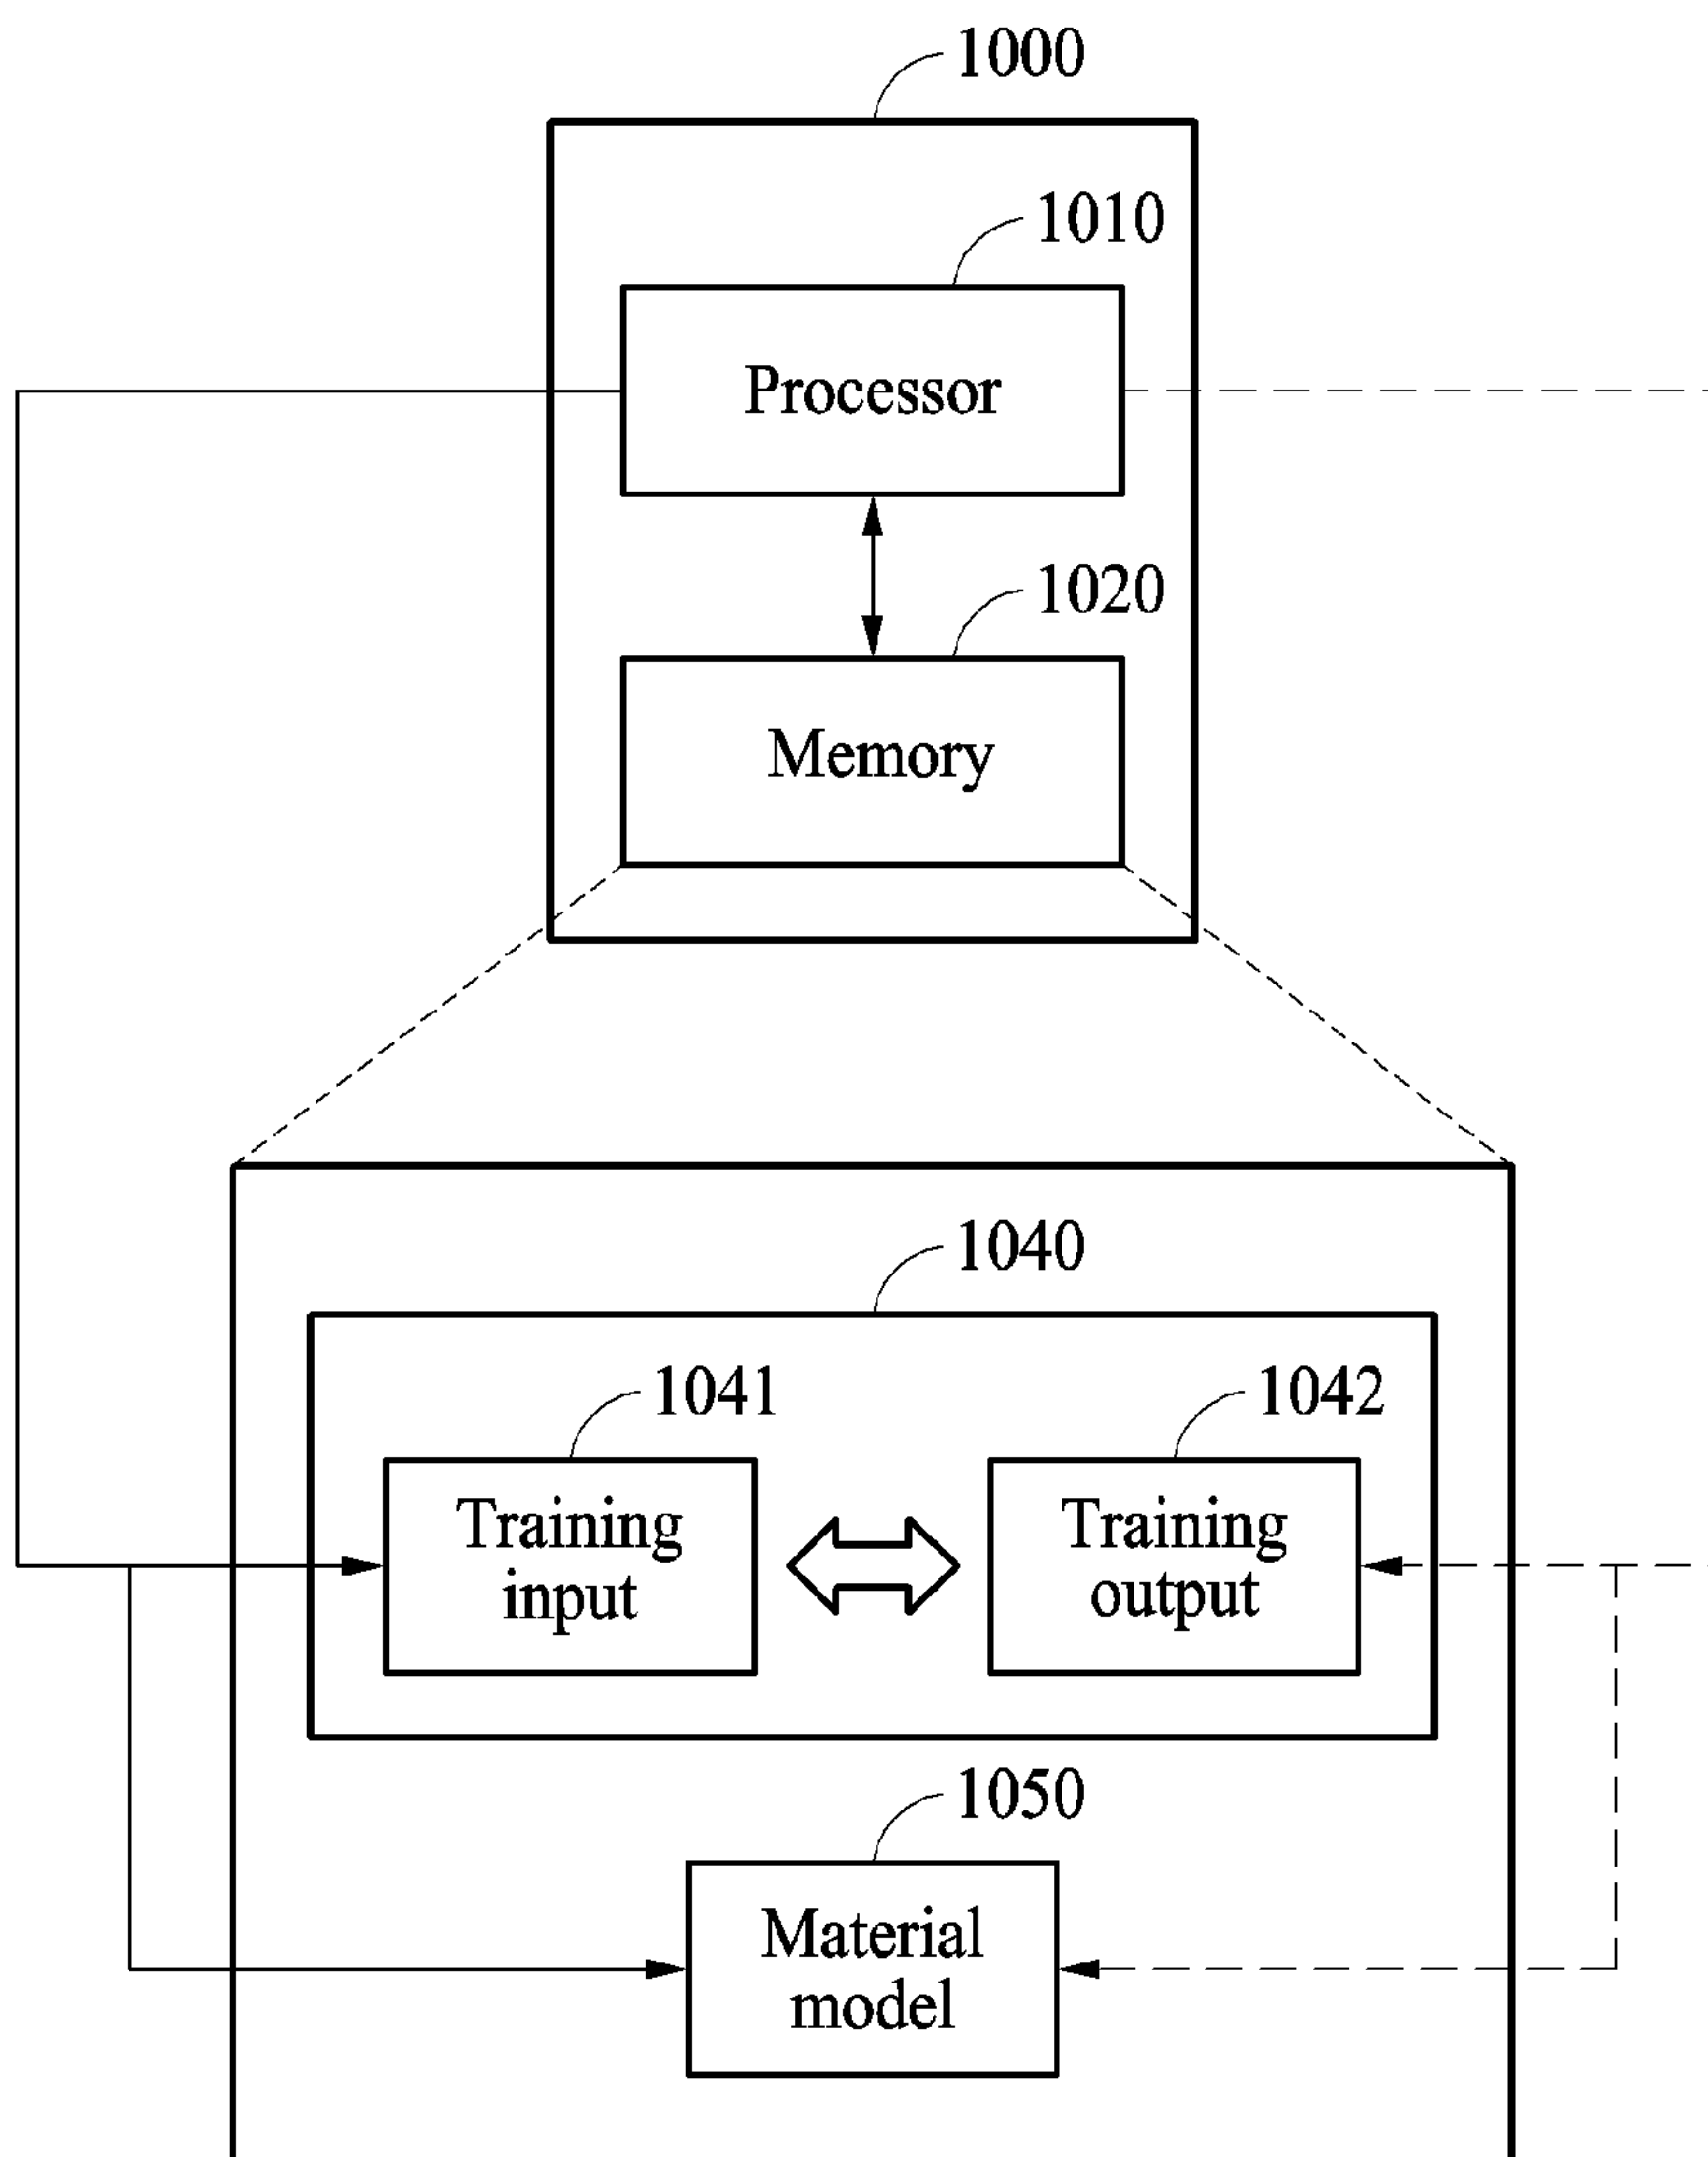 1000
1010
Processor
1020
Memory
1040
1041
1042
Training
input
Training
output
1050
Material
model